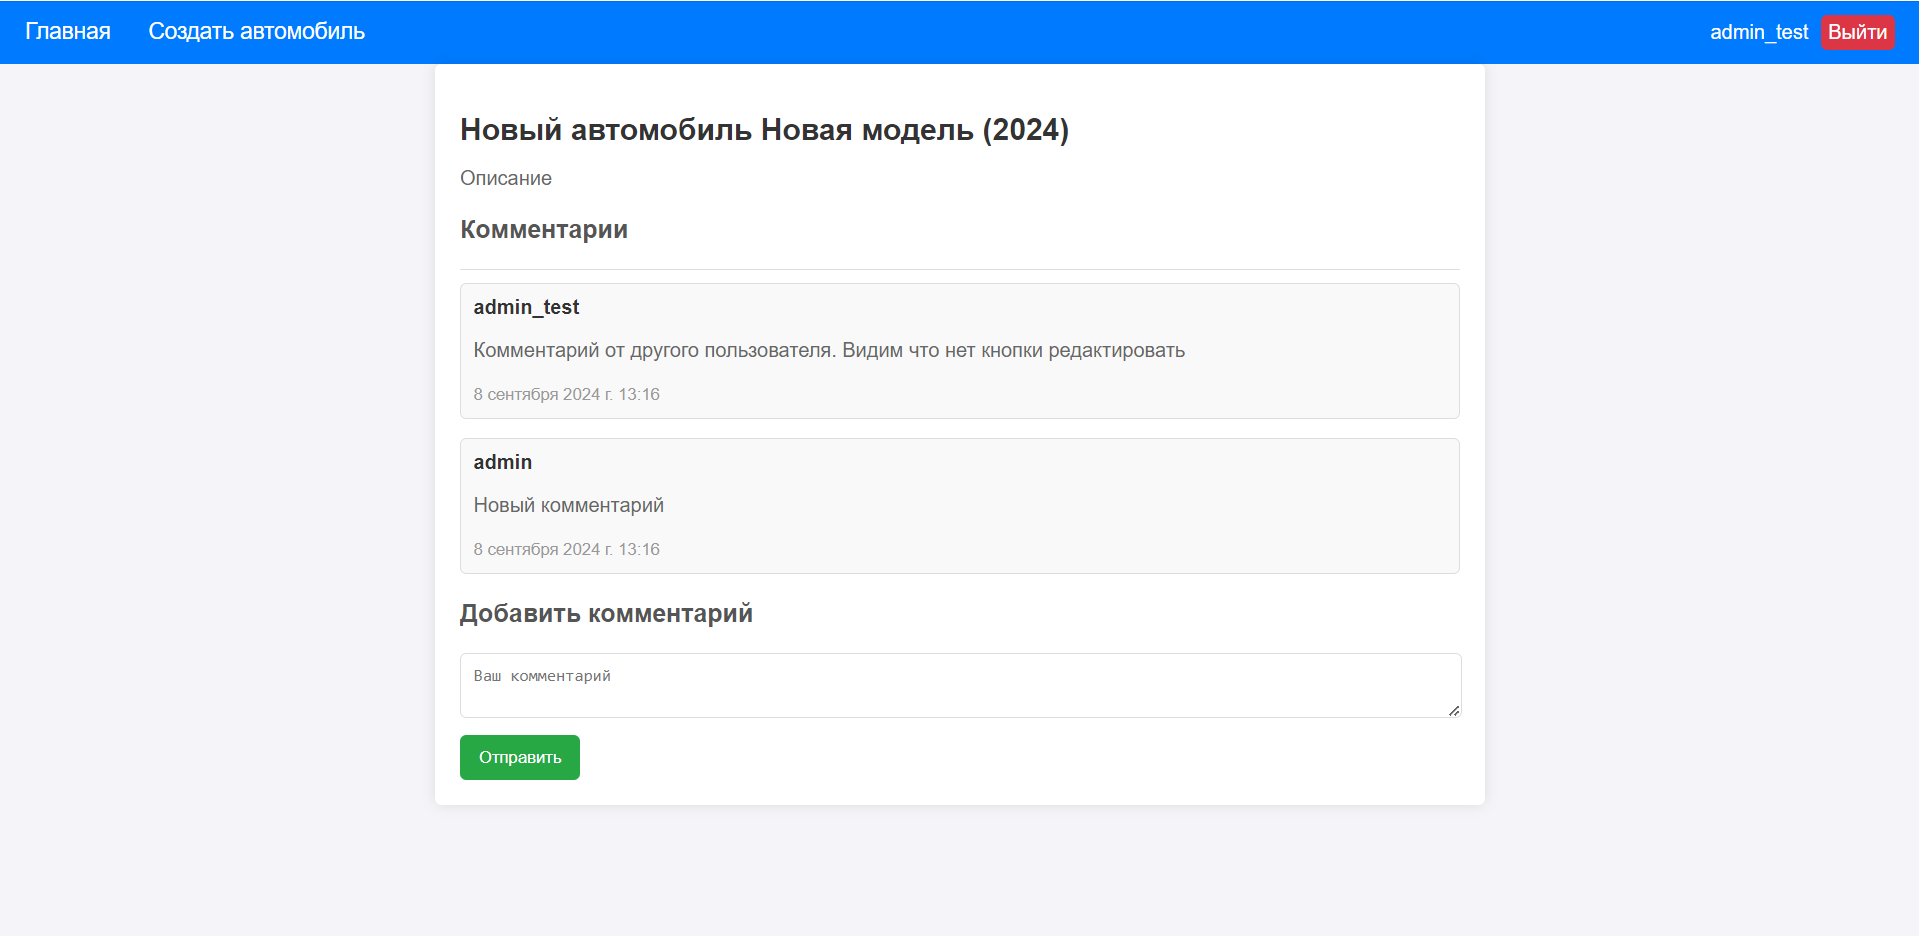 Главная Создать автомобиль admin_test Выйти
Новый автомобиль Новая модель (2024)
Описание
Комментарии
admin_test
Комментарий от другого пользователя. Видим что нет кнопки редактировать
8 сентября 2024 г. 13:16
admin
Новый комментарий
8 сентября 2024 г. 13:16
Добавить комментарий
Ваш комментарий
Отправить